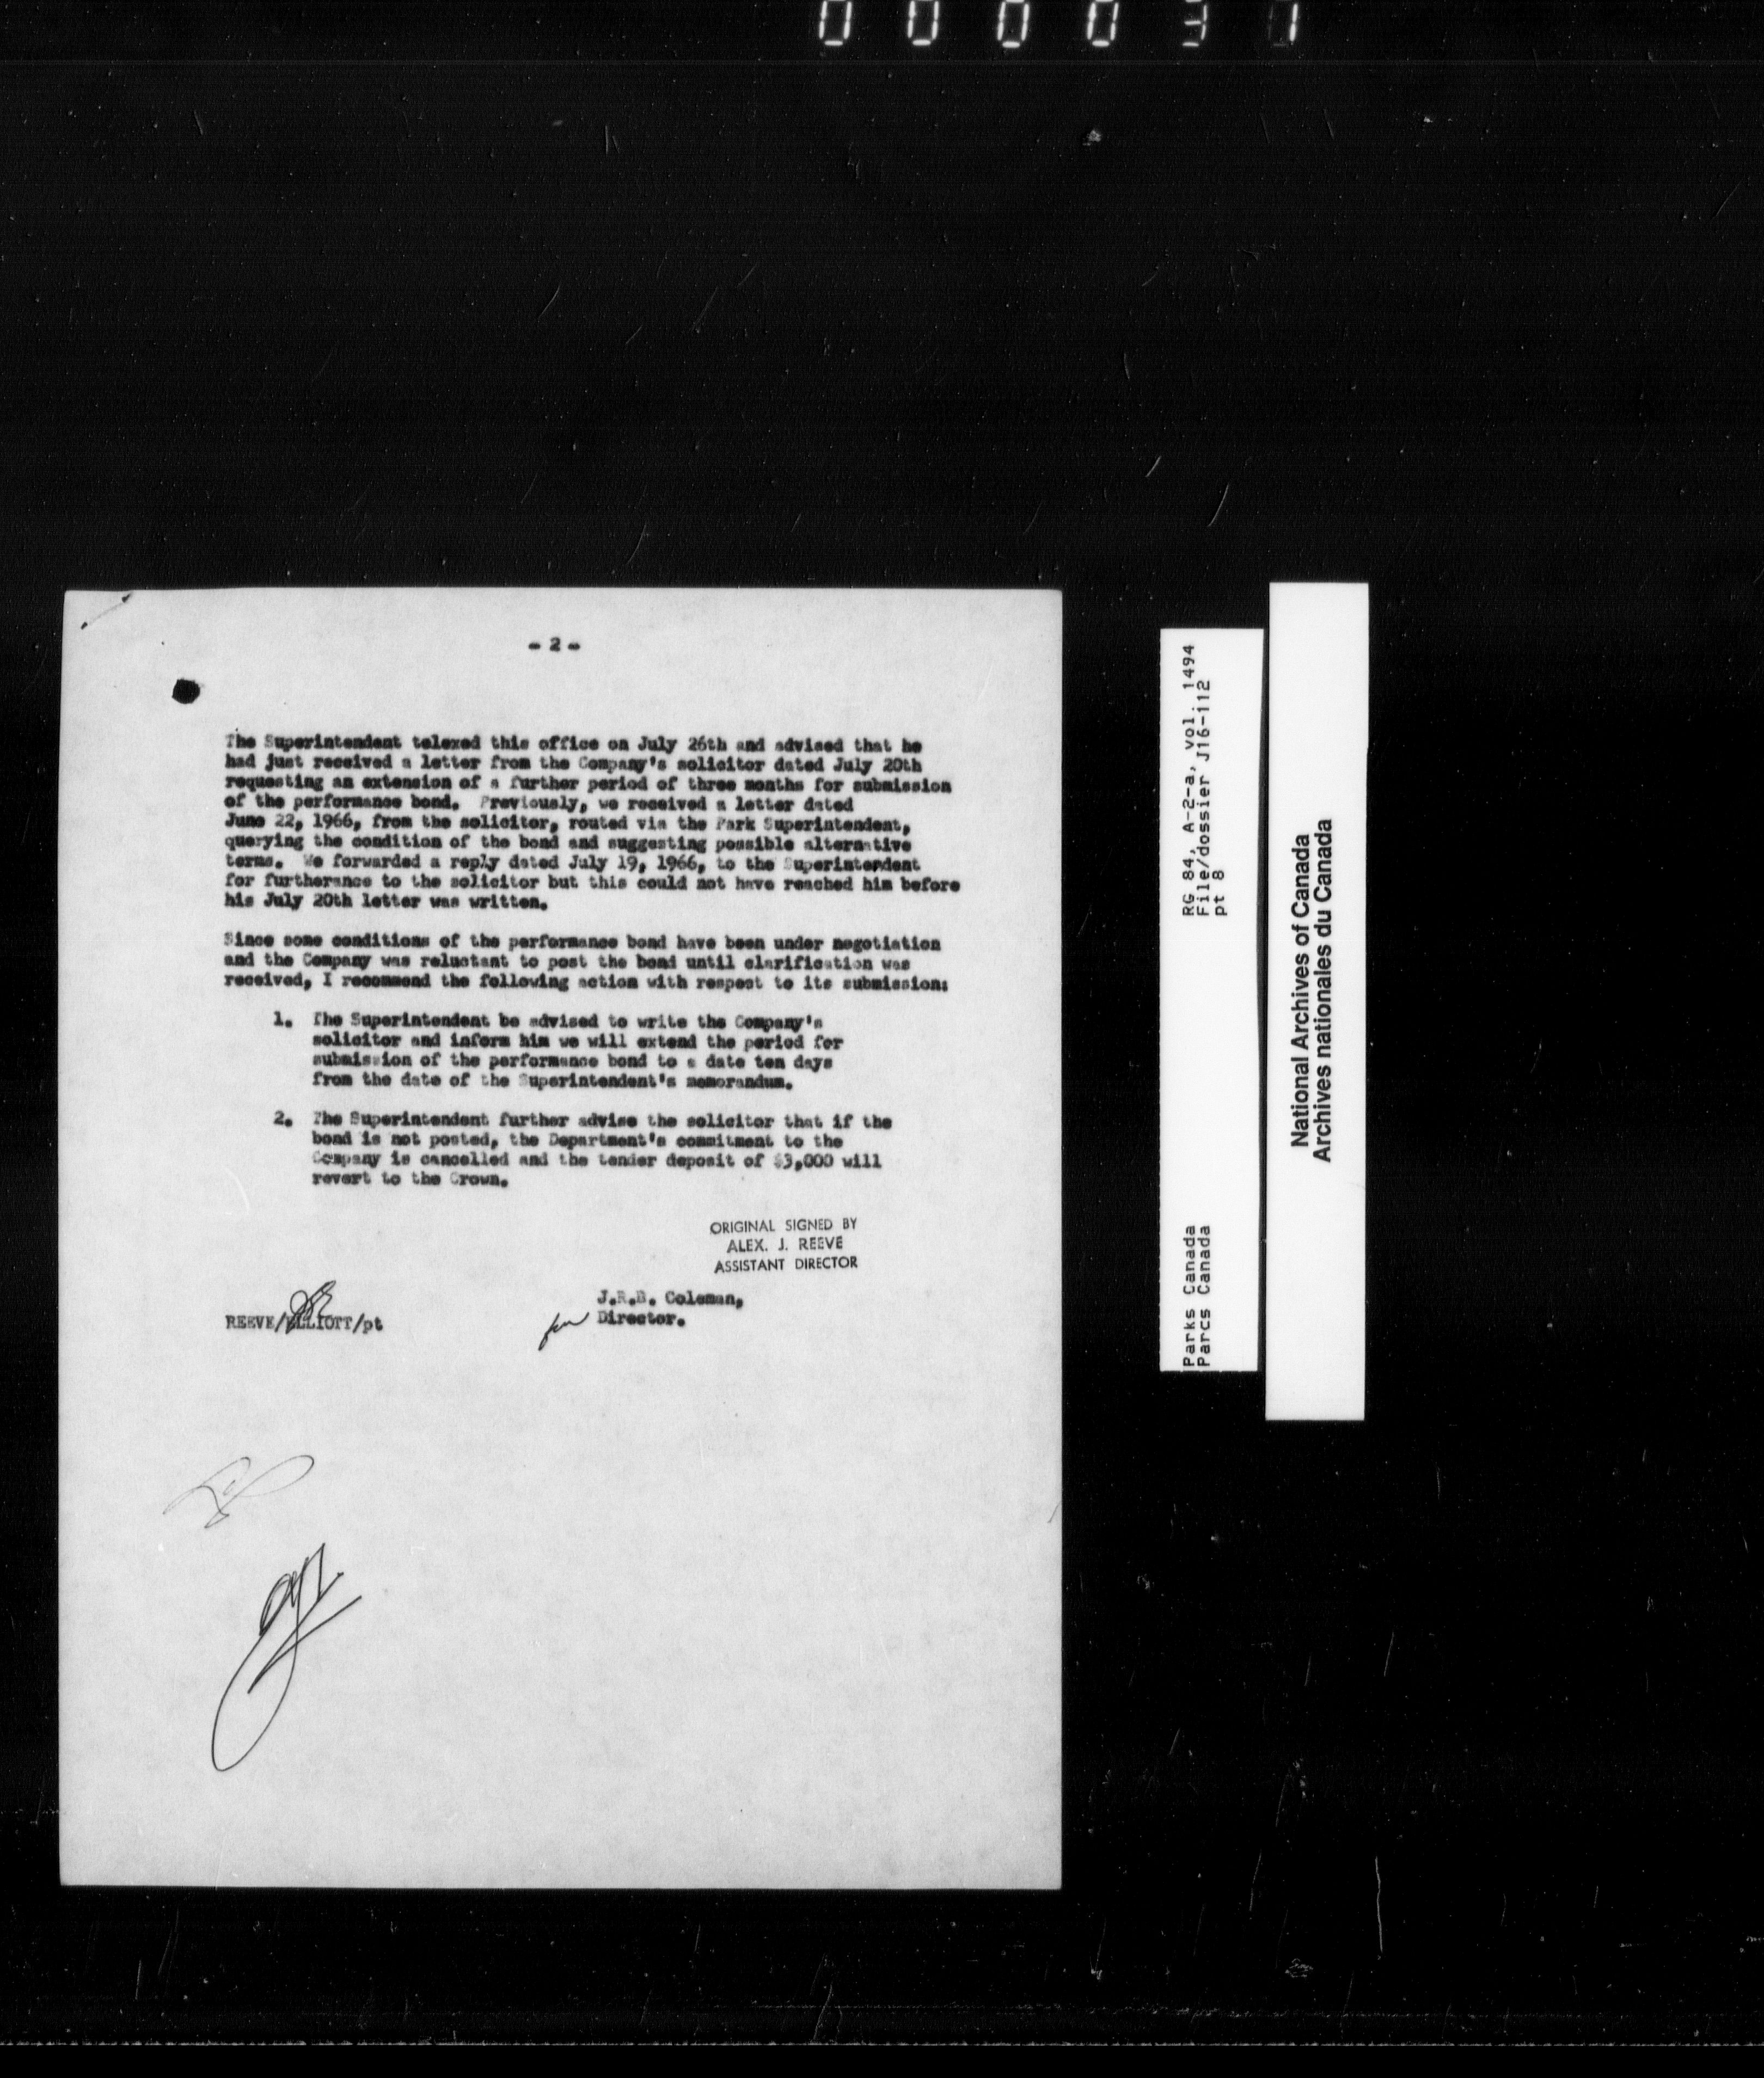 000031
- 2 -
The Superintendent telexed this office on July 26th and advised that he
had just received a letter from the Company's solicitor dated July 20th
requesting an extension of a further period of three months for submission
of the performance bond. Previously, we received a letter dated
June 22, 1966, from the solicitor, routed via the Park Superintendent,
querying the condition of the bond and suggesting possible alternative
terms. We forwarded a reply dated July 19, 1966, to the Superintendent
for furtherance to the solicitor but this could not have reached him before
his July 20th letter was written.
Since some conditions of the performance bond have been under negotiation
and the Company was reluctant to post the bond until clarification was
received, I recommend the following action with respect to its submission:
1. The Superintendent be advised to write the Company's
solicitor and inform him we will extend the period for
submission of the performance bond to a date ten days
from the date of the Superintendent's memorandum.
2. The Superintendent further advise the solicitor that if the
bond is not posted, the Department's commitment to the
Company is cancelled and the tender deposit of $3,000 will
revert to the Crown.
ORIGINAL SIGNED BY
ALEX. J. REEVE
ASSISTANT DIRECTOR
J.R.B. Coleman,
for Director.
REEVE/ELLIOTT/pt
Parks Canada
Parcs Canada
RG 84, A-2-a, vol. 1494
File/dossier J16-112
pt 8
National Archives of Canada
Archives nationales du Canada